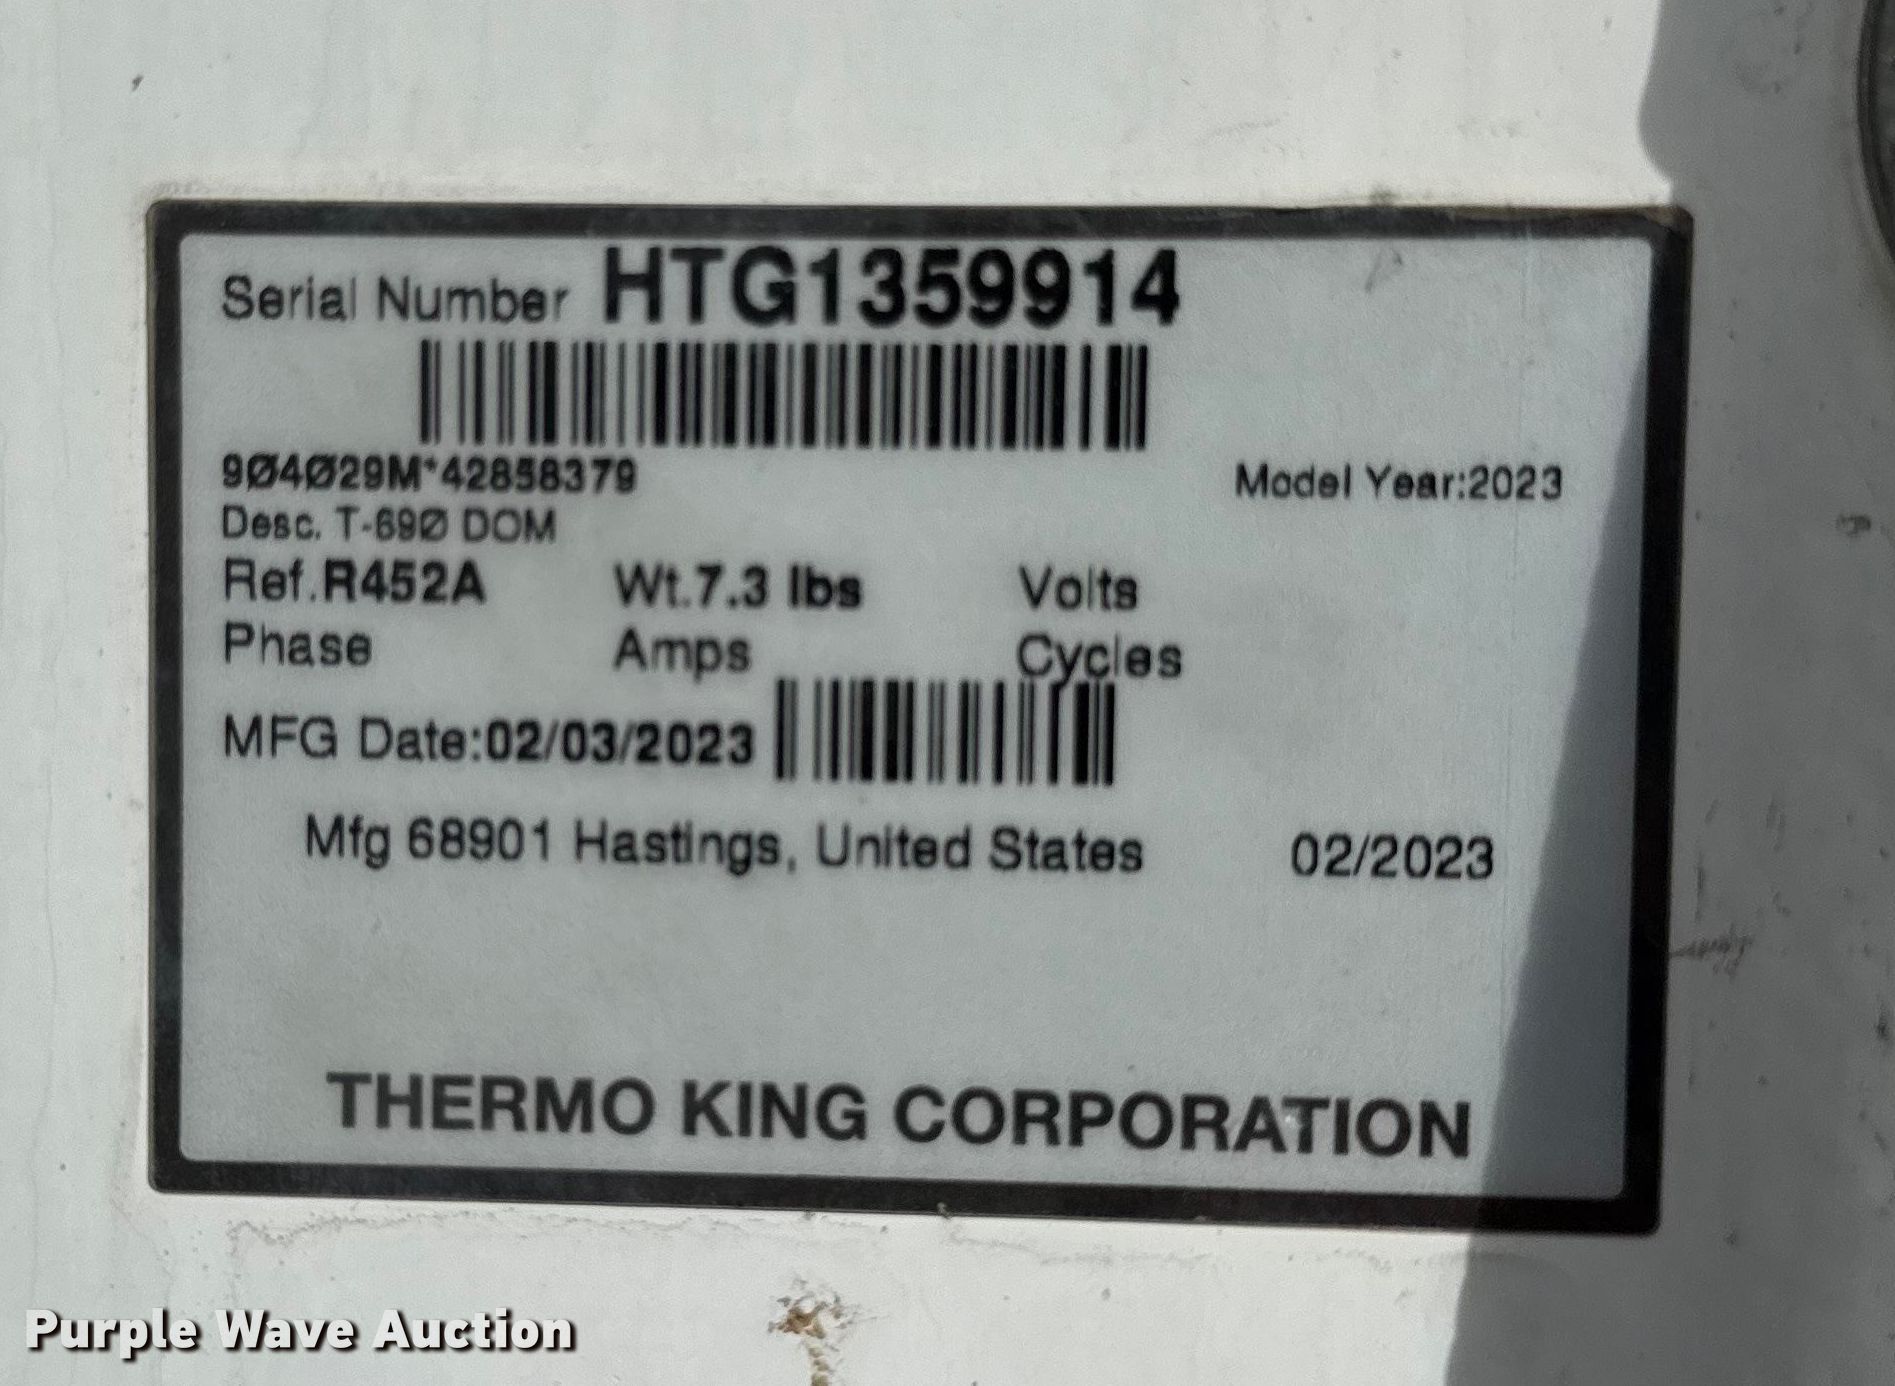 Serial Number HTG1359914
9Ø4Ø29M*42858379
Model Year:2023
Desc. T-69Ø DOM
Ref.R452A Wt.7.3 lbs Volts
Phase Amps Cycles
MFG Date:02/03/2023
Mfg 68901 Hastings, United States 02/2023
THERMO KING CORPORATION
Purple Wave Auction